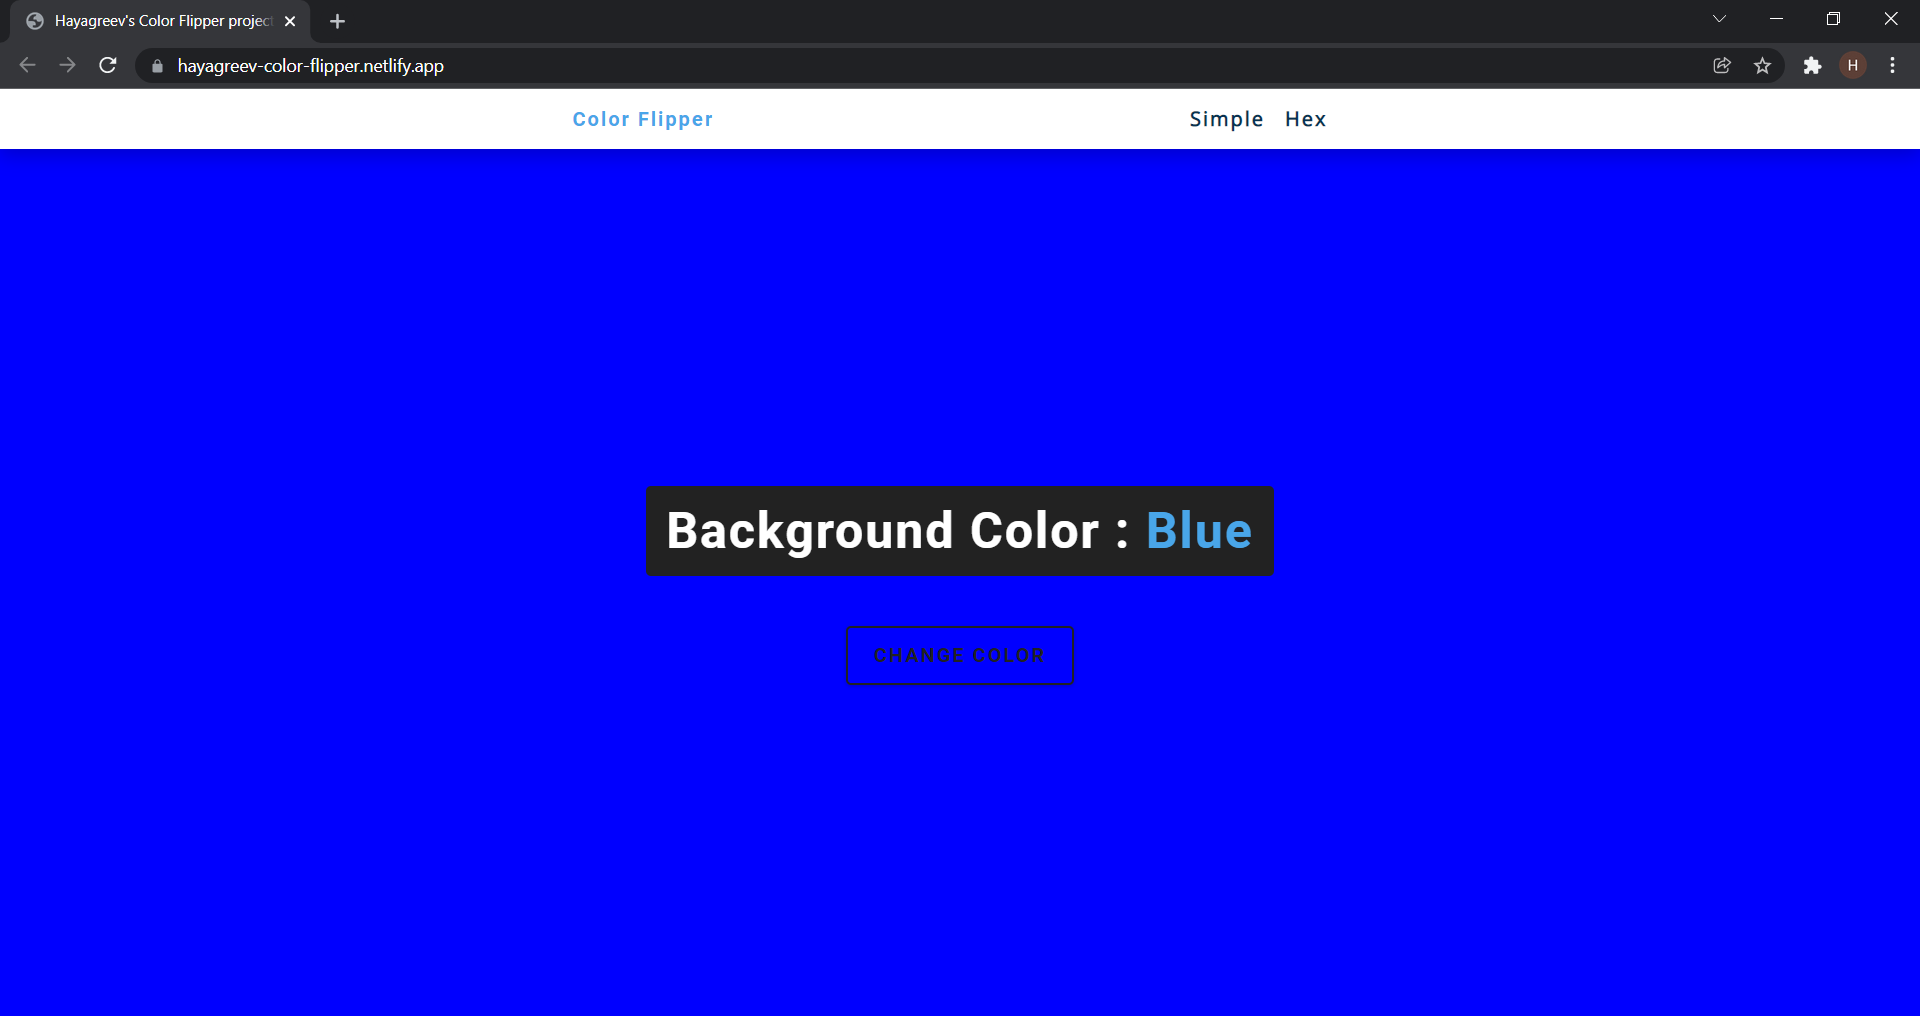 Hayagreev's Color Flipper project
hayagreev-color-flipper.netlify.app
H
Color Flipper
Simple Hex
Background Color : Blue
CHANGE COLOR